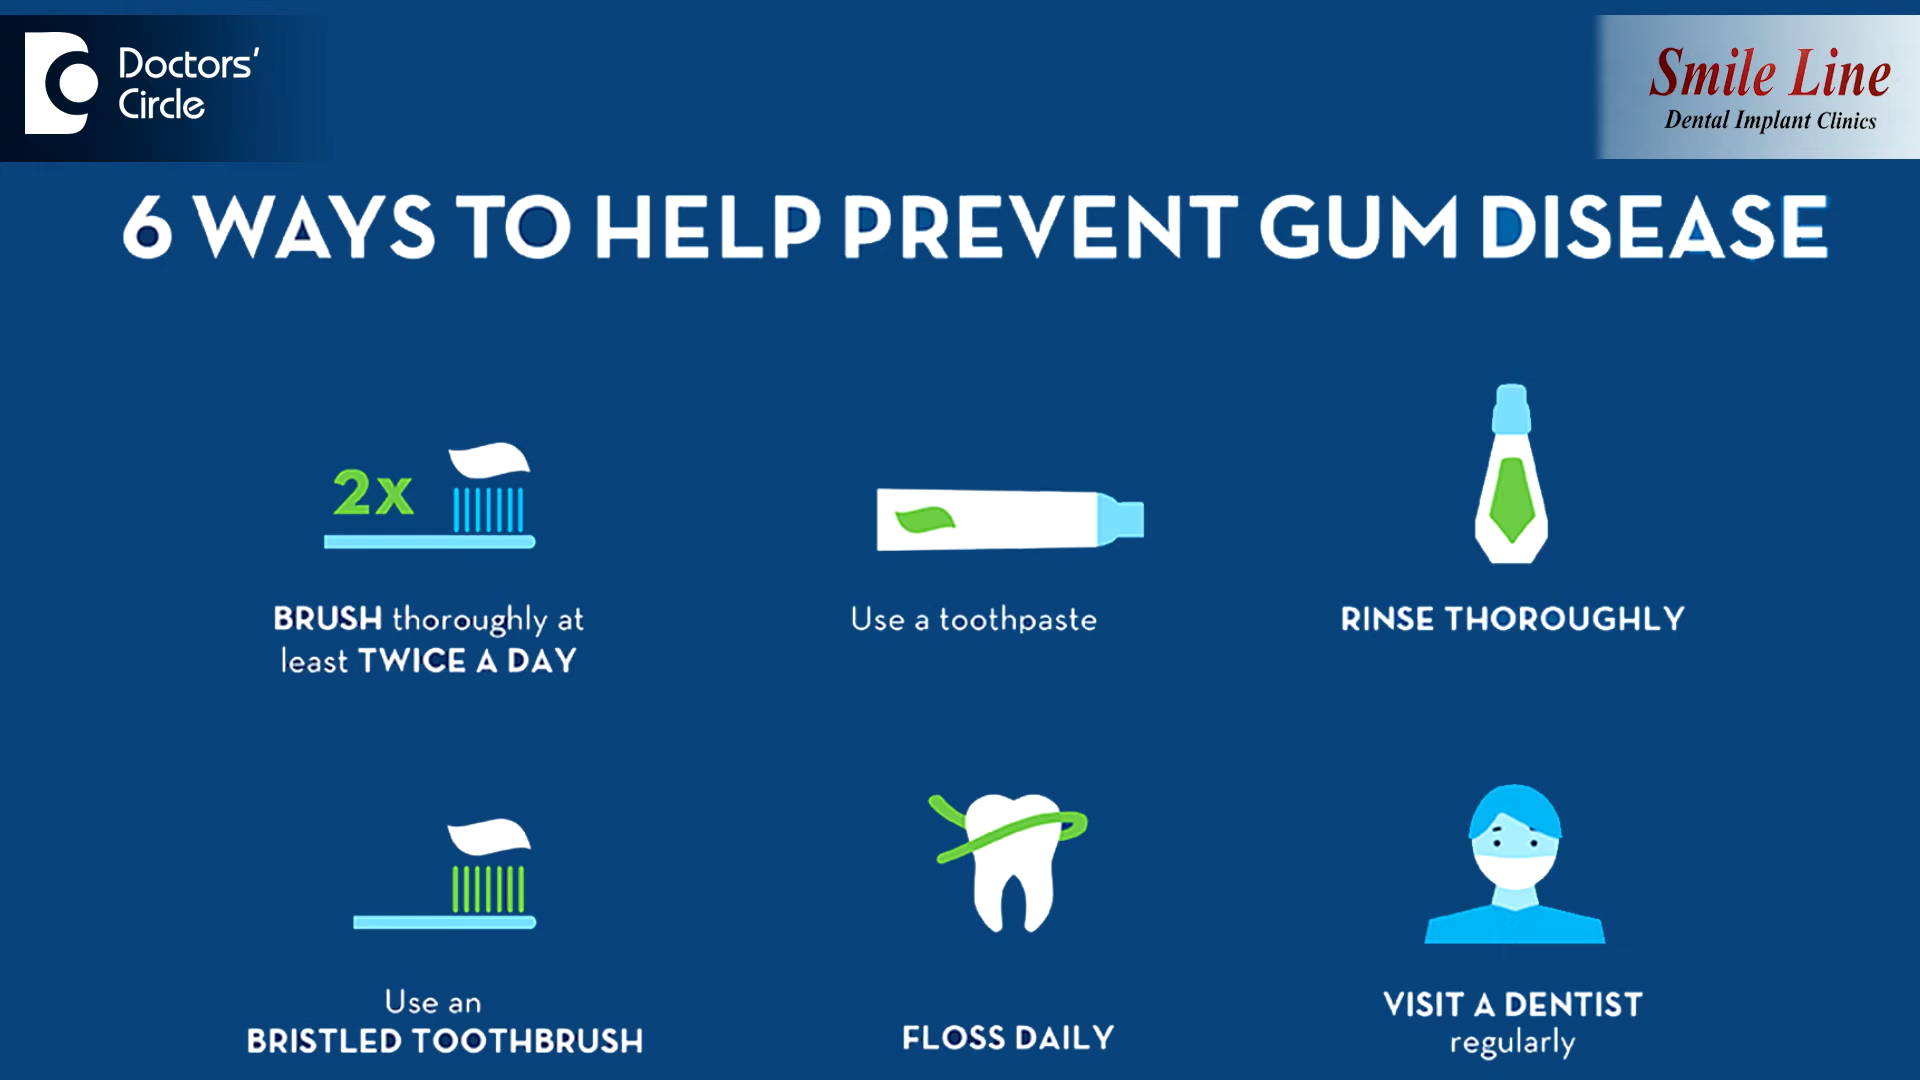 Doctors'
Circle
Smile Line
Dental Implant Clinics
6 WAYS TO HELP PREVENT GUM DISEASE
2x
BRUSH thoroughly at
least TWICE A DAY
Use a toothpaste
RINSE THOROUGHLY
Use an
BRISTLED TOOTHBRUSH
FLOSS DAILY
VISIT A DENTIST
regularly